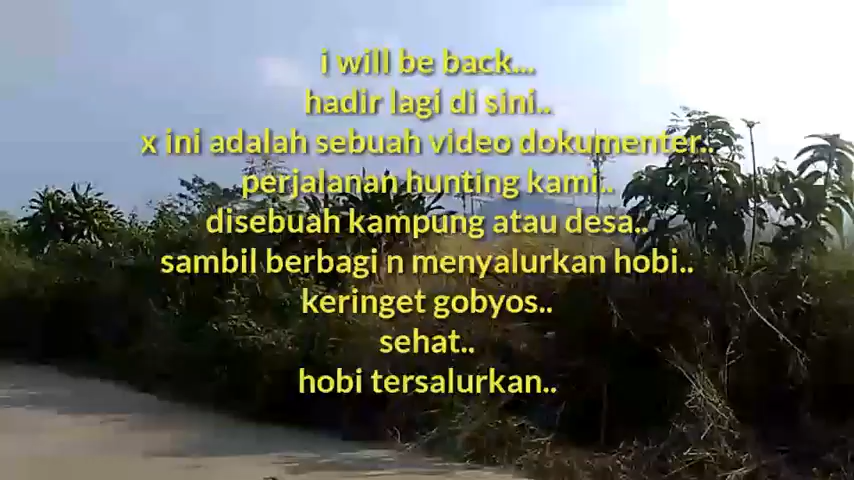 i will be back...
hadir lagi di sini..
x ini adalah sebuah video dokumenter..
perjalanan hunting kami..
disebuah kampung atau desa..
sambil berbagi n menyalurkan hobi..
keringet gobyos..
sehat..
hobi tersalurkan..